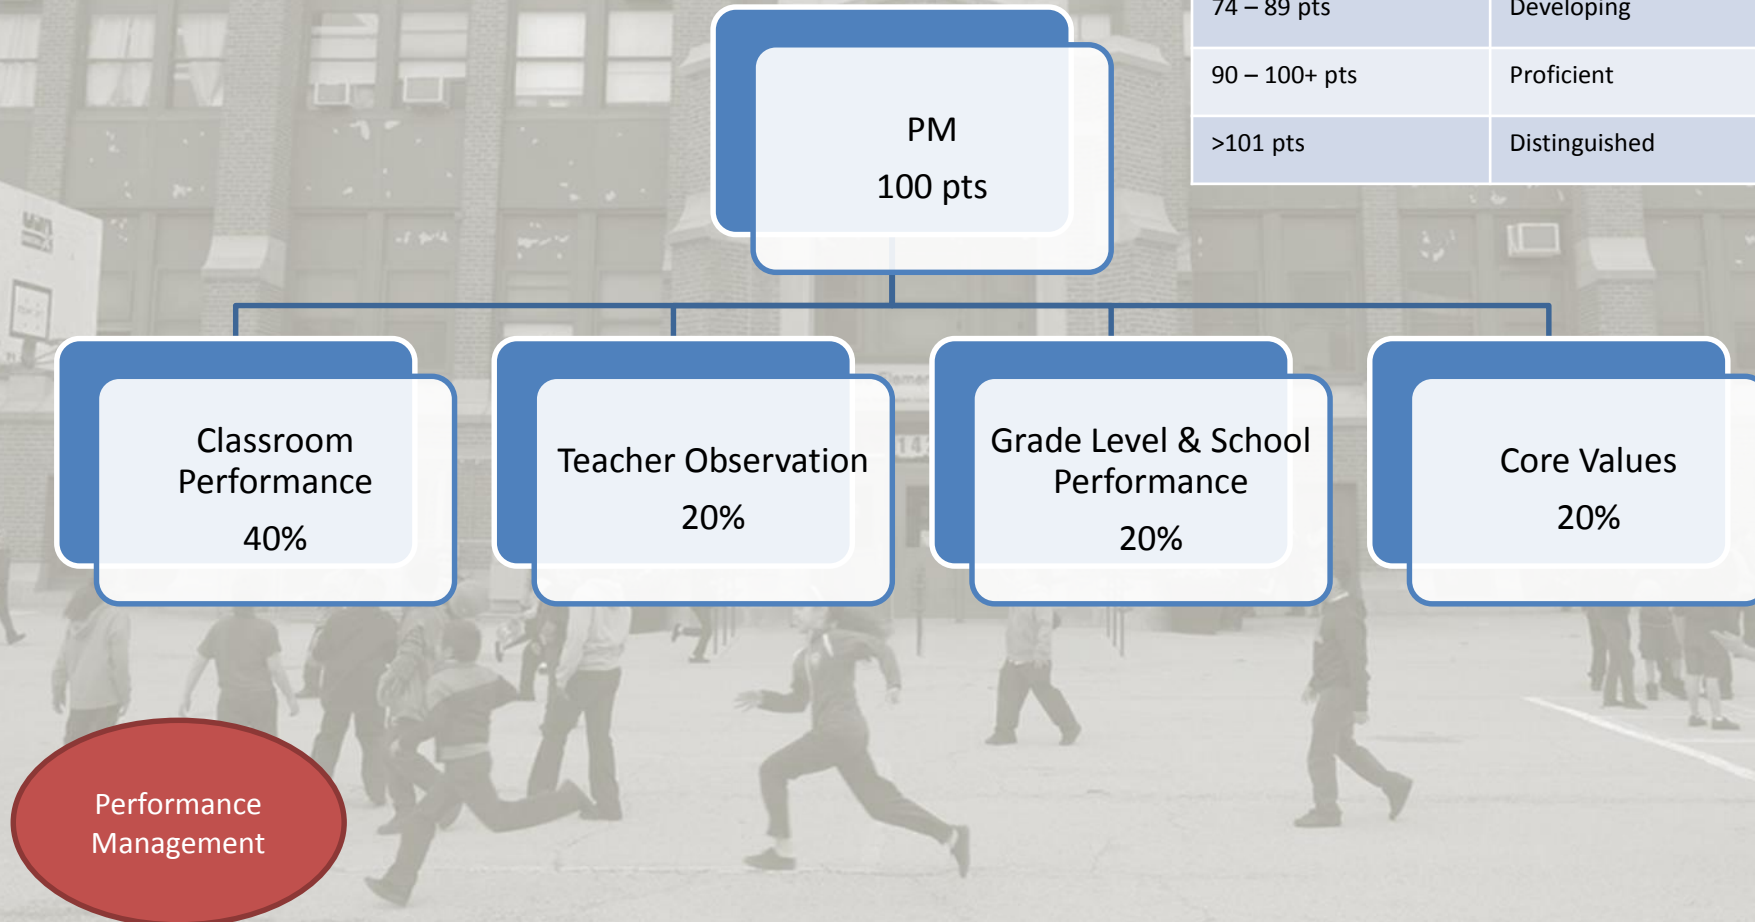 74 – 89 pts Developing
90 – 100+ pts Proficient
>101 pts Distinguished
PM
100 pts
Classroom
Performance
40%
Teacher Observation
20%
Grade Level & School
Performance
20%
Core Values
20%
Performance
Management